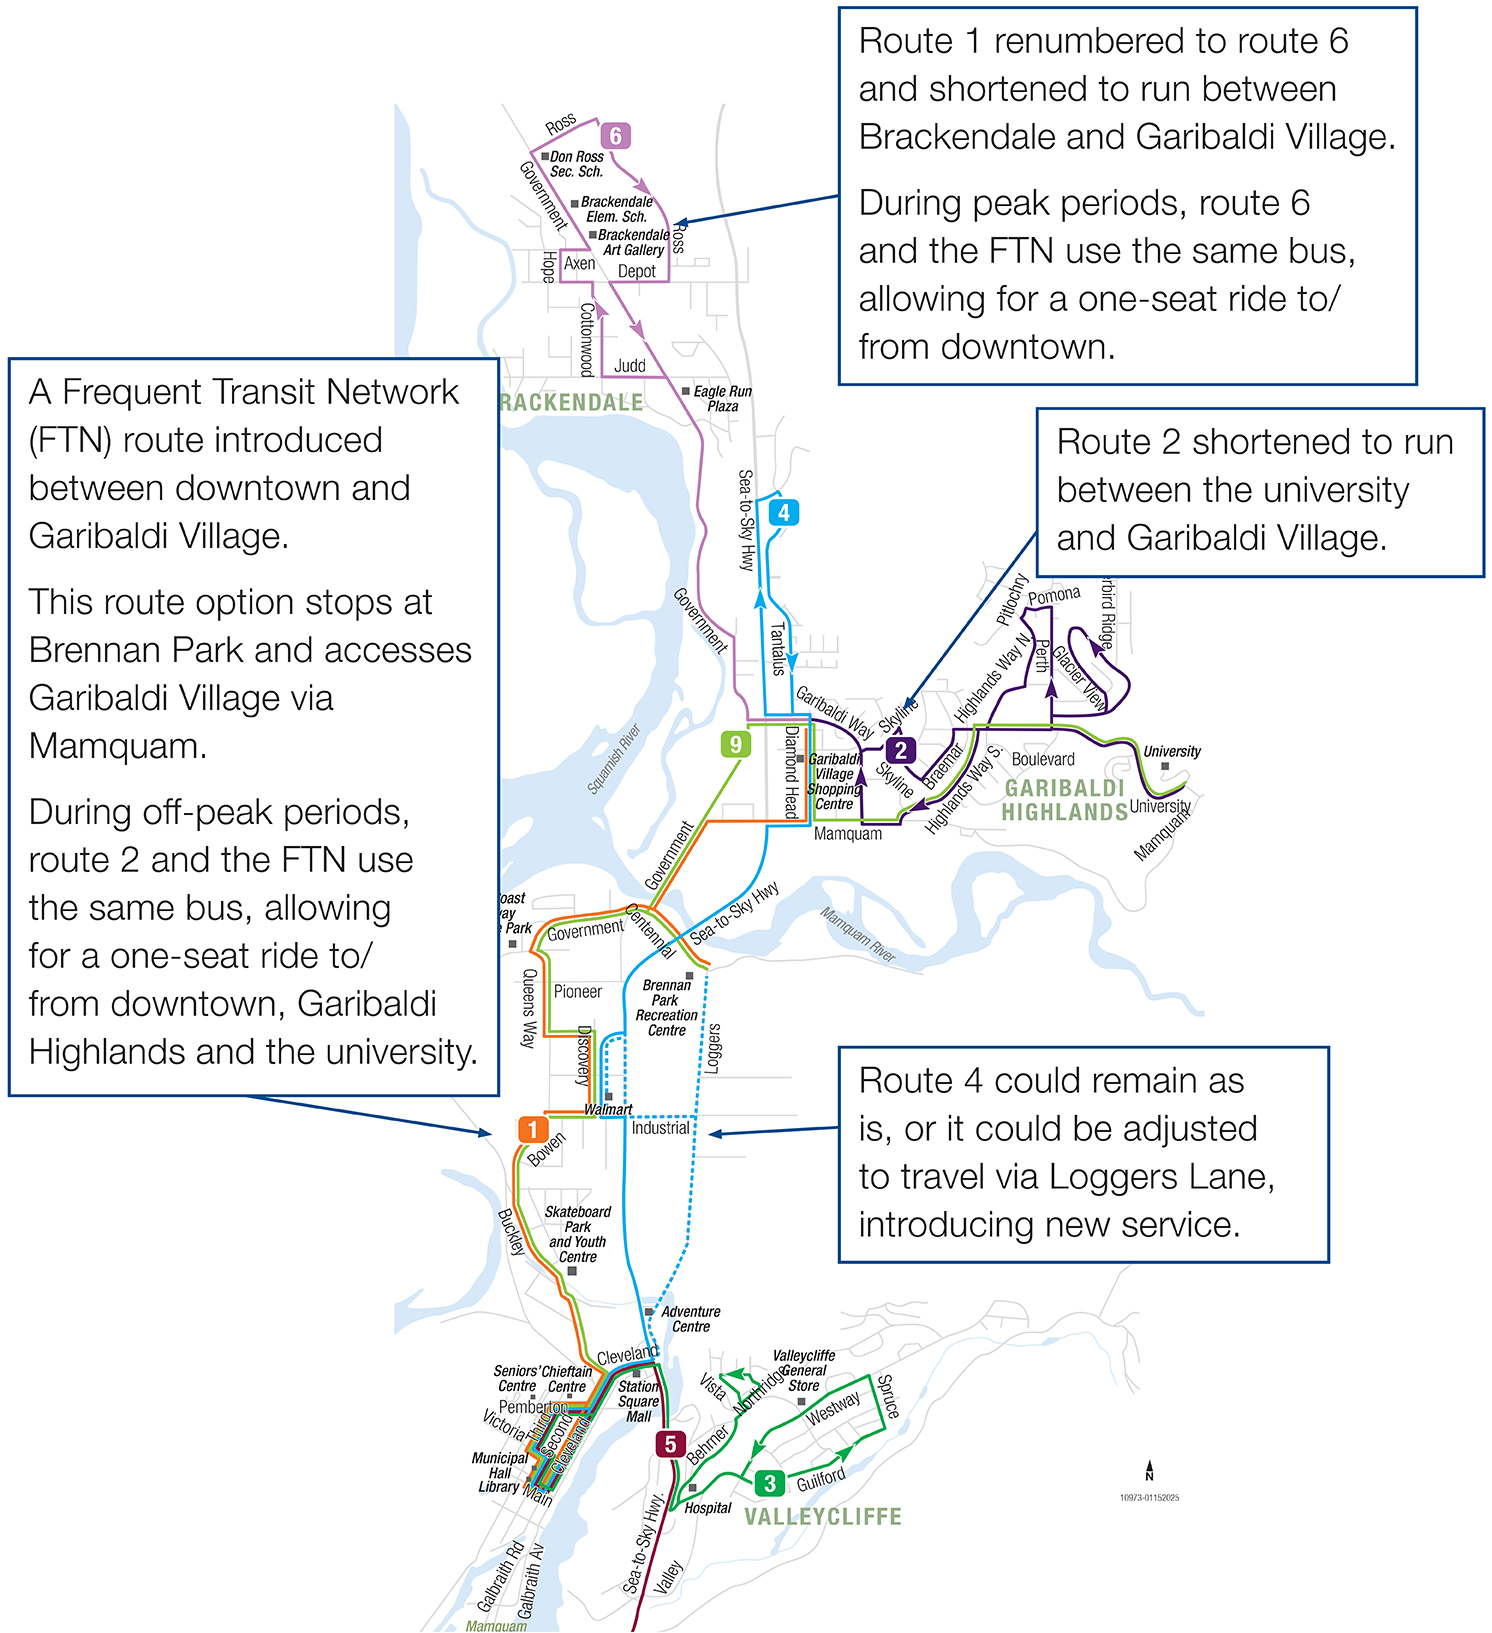 Route 1 renumbered to route 6
and shortened to run between
Brackendale and Garibaldi Village.
During peak periods, route 6
and the FTN use the same bus,
allowing for a one-seat ride to/
from downtown.
A Frequent Transit Network
(FTN) route introduced
between downtown and
Garibaldi Village.
This route option stops at
Brennan Park and accesses
Garibaldi Village via
Mamquam.
During off-peak periods,
route 2 and the FTN use
the same bus, allowing
for a one-seat ride to/
from downtown, Garibaldi
Highlands and the university.
Route 2 shortened to run
between the university
and Garibaldi Village.
Route 4 could remain as
is, or it could be adjusted
to travel via Loggers Lane,
introducing new service.
Ross
6
Don Ross
Sec. Sch.
Government
Brackendale
Elem. Sch.
Brackendale
Art Gallery
Ross
Hope
Axen
Depot
Cottonwood
Judd
Eagle Run
Plaza
RACKENDALE
Sea-to-Sky Hwy
4
Government
Tantalus
Pitlochry
Pomona
erbird Ridge
Perth
Glacier View
Highlands Way N.
Garibaldi Way
Skyline
2
9
Diamond Head
Garibaldi
Village
Shopping
Centre
Skyline
Braemar
Highlands Way S.
Boulevard
University
GARIBALDI
HIGHLANDS
University
Mamquam
Mamquam
Squamish River
Government
Sea-to-Sky Hwy
Mamquam River
oast
way
e Park
Government
Centennial
Queens Way
Pioneer
Brennan
Park
Recreation
Centre
Discovery
Loggers
Walmart
Industrial
1
Bowen
Buckley
Skateboard
Park
and Youth
Centre
Adventure
Centre
Cleveland
Seniors'
Centre
Chieftain
Centre
Station
Square
Mall
Pemberton
Victoria
Third
Second
Cleveland
Municipal
Hall
Library
Main
Vista
Northridge
Valleycliffe
General
Store
Westway
Spruce
5
Behrner
3
Guilford
Hospital
VALLEYCLIFFE
Sea-to-Sky Hwy.
Valley
Galbraith Rd
Galbraith Av
Mamquam
N
10973-01152025